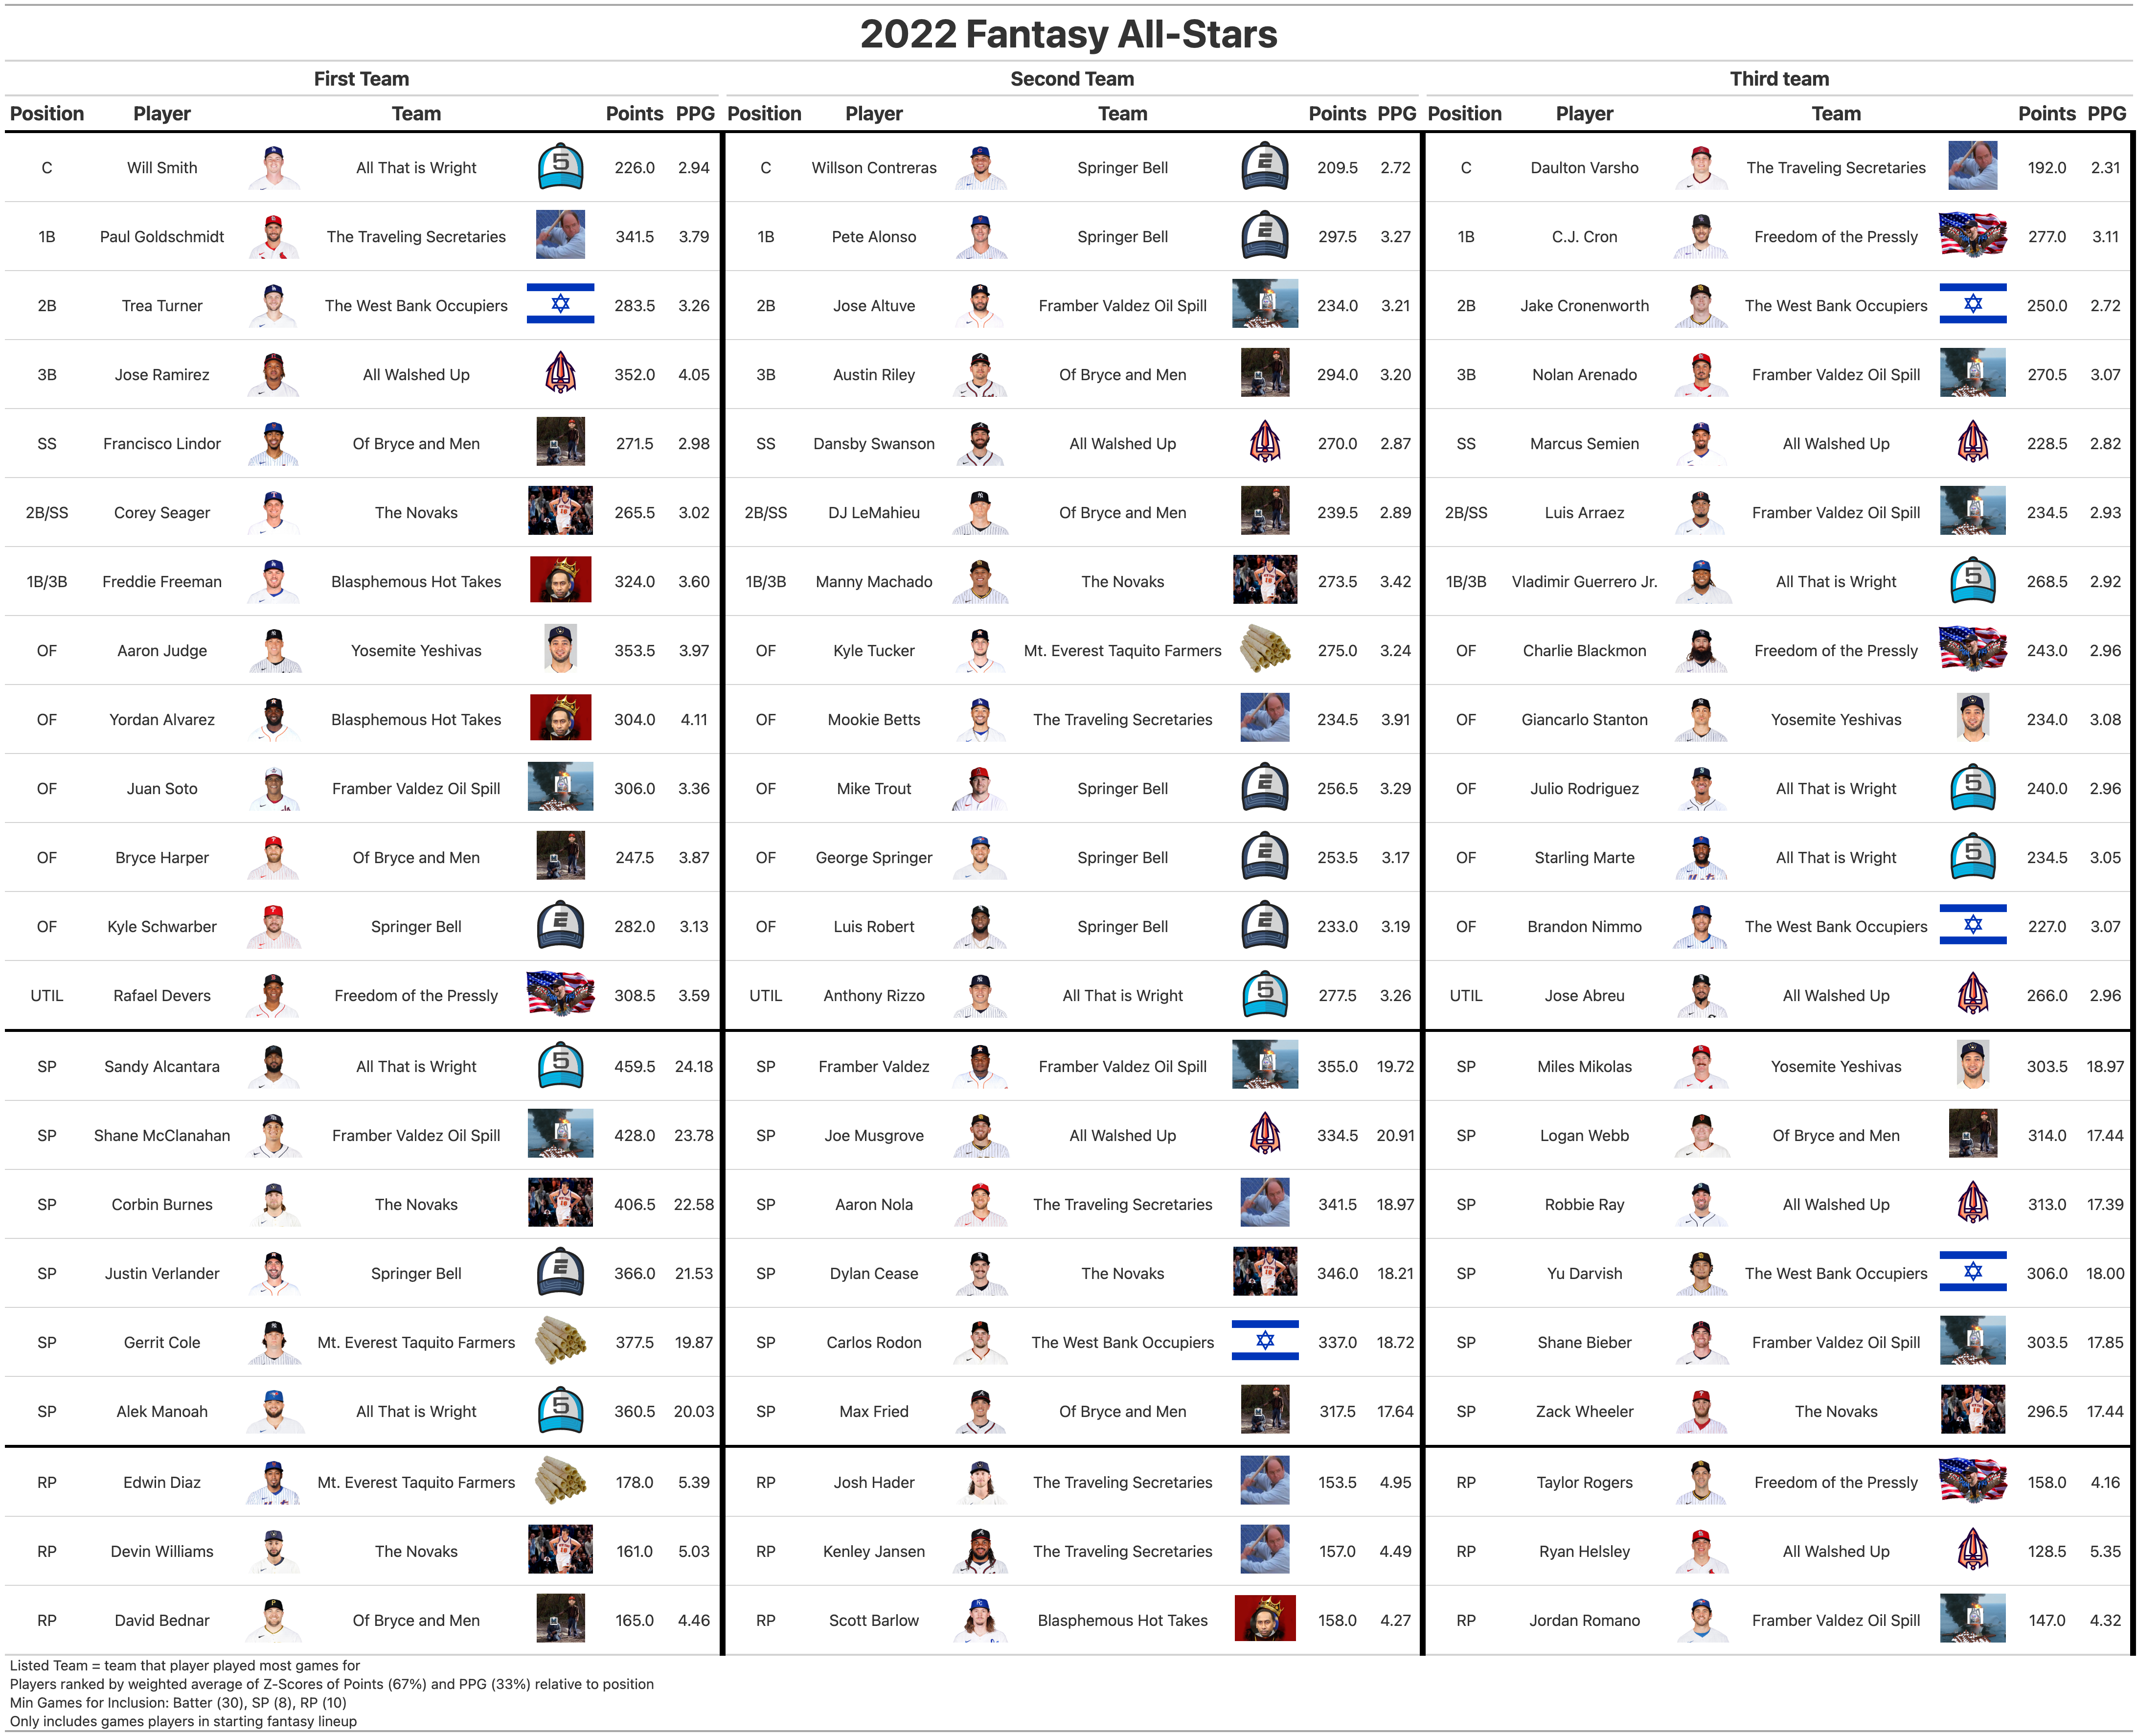 2022 Fantasy All-Stars
First Team Second Team Third team
Position Player Team Points PPG Position Player Team Points PPG Position Player Team Points PPG
C Will Smith All That is Wright 5 226.0 2.94 C Willson Contreras Springer Bell E 209.5 2.72 C Daulton Varsho The Traveling Secretaries 192.0 2.31
1B Paul Goldschmidt The Traveling Secretaries 341.5 3.79 1B Pete Alonso Springer Bell E 297.5 3.27 1B C.J. Cron Freedom of the Pressly 277.0 3.11
2B Trea Turner The West Bank Occupiers 283.5 3.26 2B Jose Altuve Framber Valdez Oil Spill 234.0 3.21 2B Jake Cronenworth The West Bank Occupiers 250.0 2.72
3B Jose Ramirez All Walshed Up 352.0 4.05 3B Austin Riley Of Bryce and Men 294.0 3.20 3B Nolan Arenado Framber Valdez Oil Spill 270.5 3.07
SS Francisco Lindor Of Bryce and Men 271.5 2.98 SS Dansby Swanson All Walshed Up 270.0 2.87 SS Marcus Semien All Walshed Up 228.5 2.82
2B/SS Corey Seager The Novaks 265.5 3.02 2B/SS DJ LeMahieu Of Bryce and Men 239.5 2.89 2B/SS Luis Arraez Framber Valdez Oil Spill 234.5 2.93
1B/3B Freddie Freeman Blasphemous Hot Takes 324.0 3.60 1B/3B Manny Machado The Novaks 273.5 3.42 1B/3B Vladimir Guerrero Jr. All That is Wright 5 268.5 2.92
OF Aaron Judge Yosemite Yeshivas 353.5 3.97 OF Kyle Tucker Mt. Everest Taquito Farmers 275.0 3.24 OF Charlie Blackmon Freedom of the Pressly 243.0 2.96
OF Yordan Alvarez Blasphemous Hot Takes 304.0 4.11 OF Mookie Betts The Traveling Secretaries 234.5 3.91 OF Giancarlo Stanton Yosemite Yeshivas 234.0 3.08
OF Juan Soto Framber Valdez Oil Spill 306.0 3.36 OF Mike Trout Springer Bell E 256.5 3.29 OF Julio Rodriguez All That is Wright 5 240.0 2.96
OF Bryce Harper Of Bryce and Men 247.5 3.87 OF George Springer Springer Bell E 253.5 3.17 OF Starling Marte All That is Wright 5 234.5 3.05
OF Kyle Schwarber Springer Bell E 282.0 3.13 OF Luis Robert Springer Bell E 233.0 3.19 OF Brandon Nimmo The West Bank Occupiers 227.0 3.07
UTIL Rafael Devers Freedom of the Pressly 308.5 3.59 UTIL Anthony Rizzo All That is Wright 5 277.5 3.26 UTIL Jose Abreu All Walshed Up 266.0 2.96
SP Sandy Alcantara All That is Wright 5 459.5 24.18 SP Framber Valdez Framber Valdez Oil Spill 355.0 19.72 SP Miles Mikolas Yosemite Yeshivas 303.5 18.97
SP Shane McClanahan Framber Valdez Oil Spill 428.0 23.78 SP Joe Musgrove All Walshed Up 334.5 20.91 SP Logan Webb Of Bryce and Men 314.0 17.44
SP Corbin Burnes The Novaks 406.5 22.58 SP Aaron Nola The Traveling Secretaries 341.5 18.97 SP Robbie Ray All Walshed Up 313.0 17.39
SP Justin Verlander Springer Bell E 366.0 21.53 SP Dylan Cease The Novaks 346.0 18.21 SP Yu Darvish The West Bank Occupiers 306.0 18.00
SP Gerrit Cole Mt. Everest Taquito Farmers 377.5 19.87 SP Carlos Rodon The West Bank Occupiers 337.0 18.72 SP Shane Bieber Framber Valdez Oil Spill 303.5 17.85
SP Alek Manoah All That is Wright 5 360.5 20.03 SP Max Fried Of Bryce and Men 317.5 17.64 SP Zack Wheeler The Novaks 296.5 17.44
RP Edwin Diaz Mt. Everest Taquito Farmers 178.0 5.39 RP Josh Hader The Traveling Secretaries 153.5 4.95 RP Taylor Rogers Freedom of the Pressly 158.0 4.16
RP Devin Williams The Novaks 161.0 5.03 RP Kenley Jansen The Traveling Secretaries 157.0 4.49 RP Ryan Helsley All Walshed Up 128.5 5.35
RP David Bednar Of Bryce and Men 165.0 4.46 RP Scott Barlow Blasphemous Hot Takes 158.0 4.27 RP Jordan Romano Framber Valdez Oil Spill 147.0 4.32
Listed Team = team that player played most games for
Players ranked by weighted average of Z-Scores of Points (67%) and PPG (33%) relative to position
Min Games for Inclusion: Batter (30), SP (8), RP (10)
Only includes games players in starting fantasy lineup